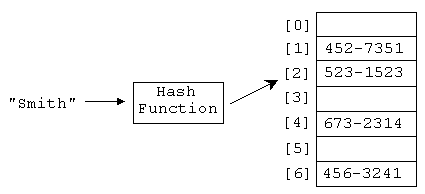 [0]
[1] 452-7351
[2] 523-1523
[3]
"Smith"
Hash
Function
[4] 673-2314
[5]
[6] 456-3241